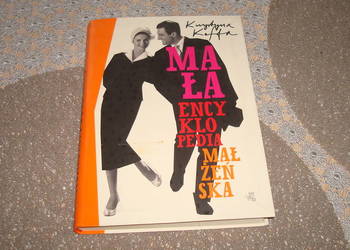 Krystyna
Kofta
MA
ŁA
ENCY
KLO
PEDIA
MAŁ
ŻEŃ
SKA